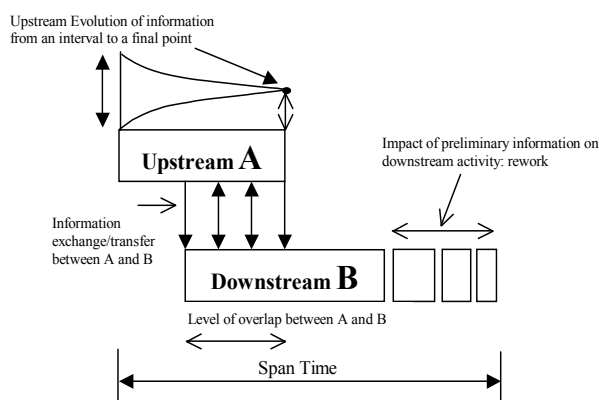 Upstream Evolution of information
from an interval to a final point
Upstream A
Impact of preliminary information on
downstream activity: rework
Information
exchange/transfer
between A and B
Downstream B
Level of overlap between A and B
Span Time